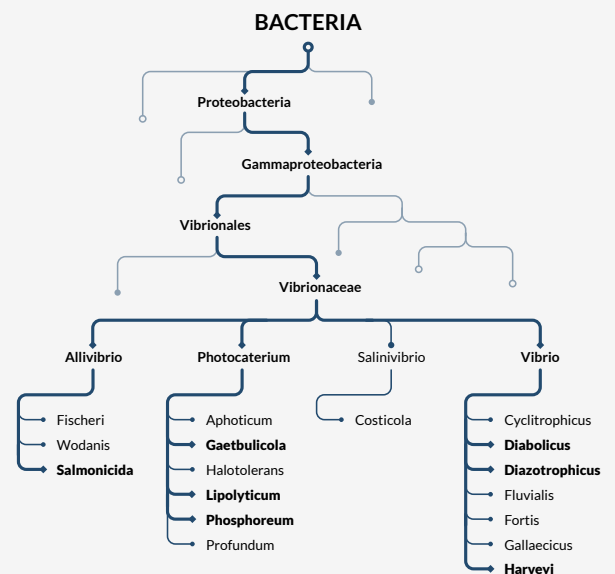 BACTERIA
Proteobacteria
Gammaproteobacteria
Vibrionales
Vibrionaceae
Allivibrio
Photocaterium
Salinivibrio
Vibrio
Fischeri
Wodanis
Salmonicida
Aphoticum
Gaetbulicola
Halotolerans
Lipolyticum
Phosphoreum
Profundum
Costicola
Cyclitrophicus
Diabolicus
Diazotrophicus
Fluvialis
Fortis
Gallaecicus
Harveyi